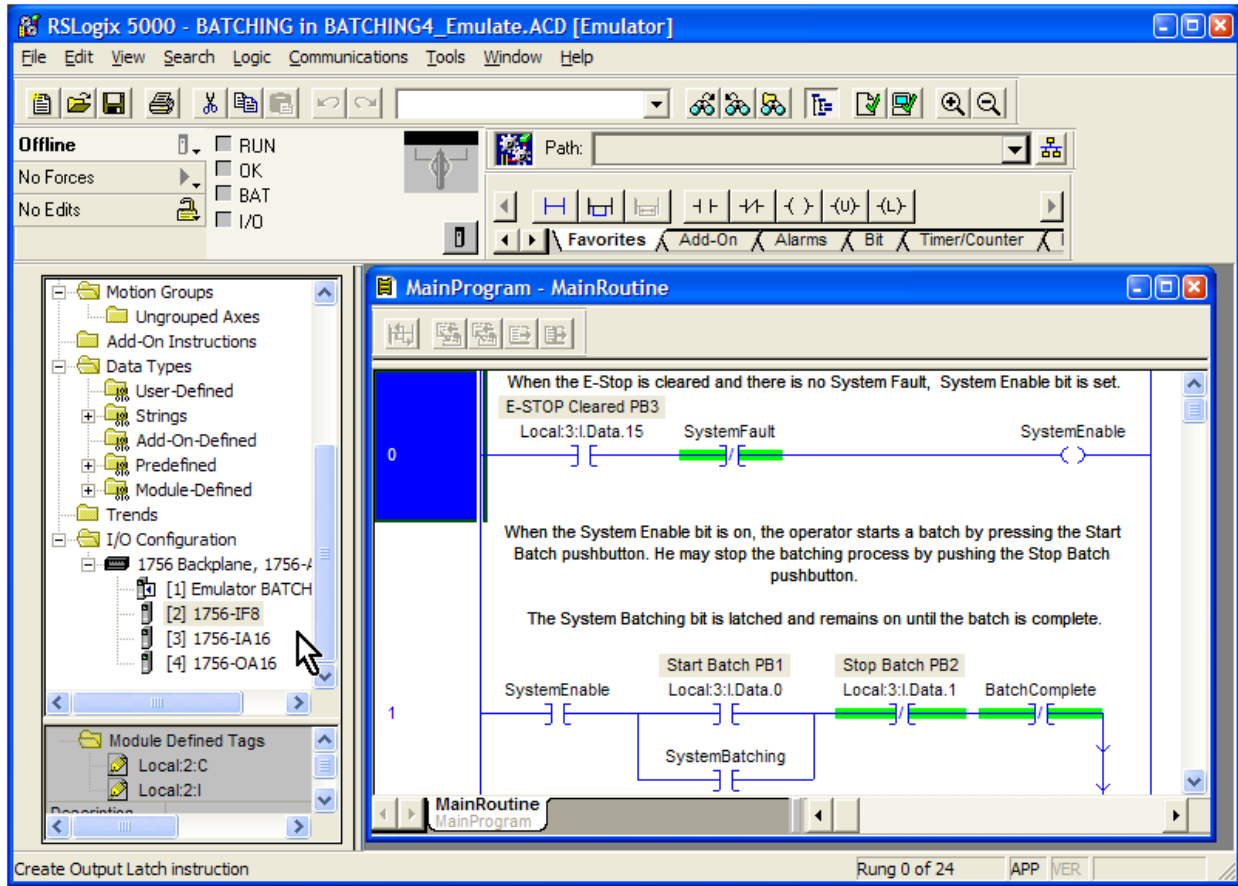 RSLogix 5000 - BATCHING in BATCHING4_Emulate.ACD [Emulator]
File Edit View Search Logic Communications Tools Window Help
Offline
RUN
No Forces
OK
No Edits
BAT
I/O
Path:
Favorites Add-On Alarms Bit Timer/Counter
Motion Groups
Ungrouped Axes
Add-On Instructions
Data Types
User-Defined
Strings
Add-On-Defined
Predefined
Module-Defined
Trends
I/O Configuration
1756 Backplane, 1756-A
[1] Emulator BATCH
[2] 1756-IF8
[3] 1756-IA16
[4] 1756-OA16
Module Defined Tags
Local:2:C
Local:2:I
MainProgram - MainRoutine
When the E-Stop is cleared and there is no System Fault, System Enable bit is set.
E-STOP Cleared PB3
Local:3:I.Data.15 SystemFault SystemEnable
0
When the System Enable bit is on, the operator starts a batch by pressing the Start
Batch pushbutton. He may stop the batching process by pushing the Stop Batch
pushbutton.
The System Batching bit is latched and remains on until the batch is complete.
Start Batch PB1 Stop Batch PB2
SystemEnable Local:3:I.Data.0 Local:3:I.Data.1 BatchComplete
1
SystemBatching
MainRoutine
MainProgram
Create Output Latch instruction
Rung 0 of 24 APP VER